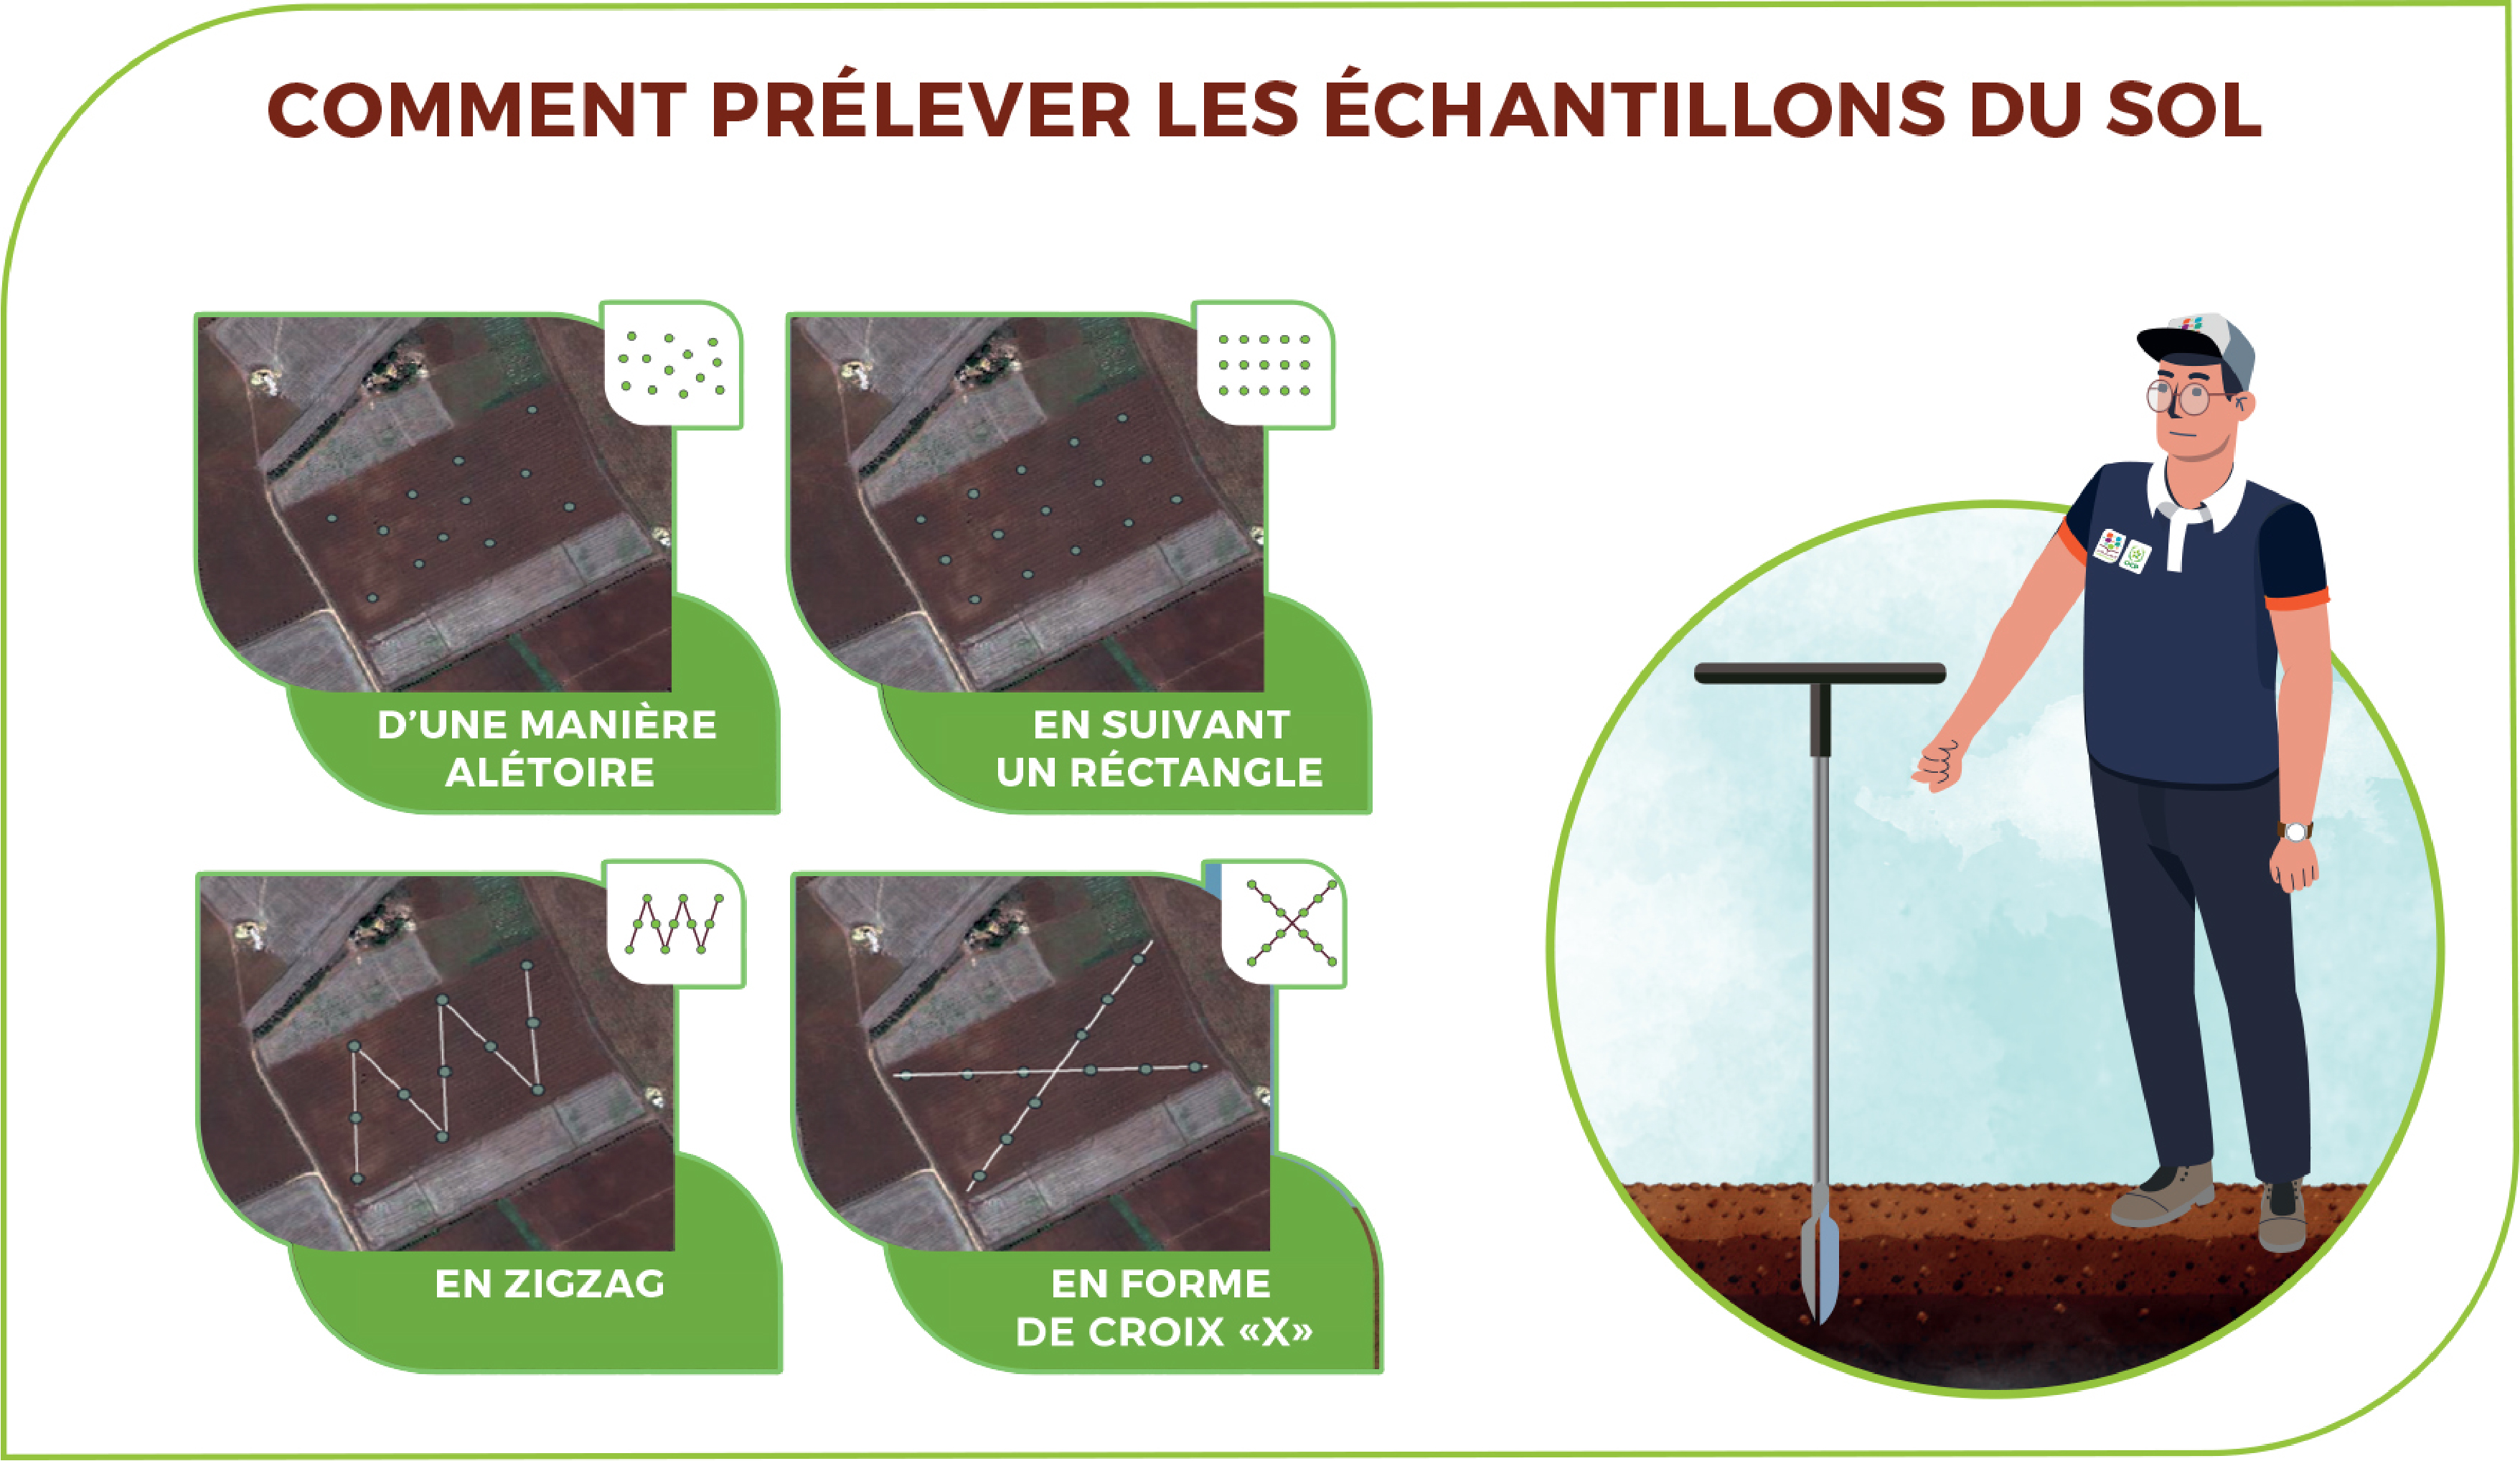 COMMENT PRÉLEVER LES ÉCHANTILLONS DU SOL
D'UNE MANIÈRE
ALÉTOIRE
EN SUIVANT
UN RÉCTANGLE
EN ZIGZAG
EN FORME
DE CROIX «X»
OCP